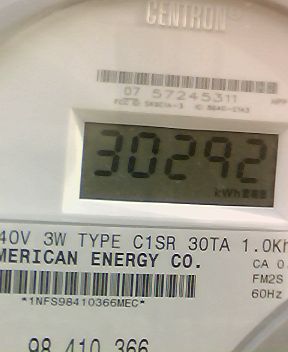 CENTRON®
07 57245311
30292
kWh
40V 3W TYPE C1SR 30TA 1.0Kh
MERICAN ENERGY CO.
CA 0.
FM2S
60Hz
*1NFS98410366MEC*
98 410 366